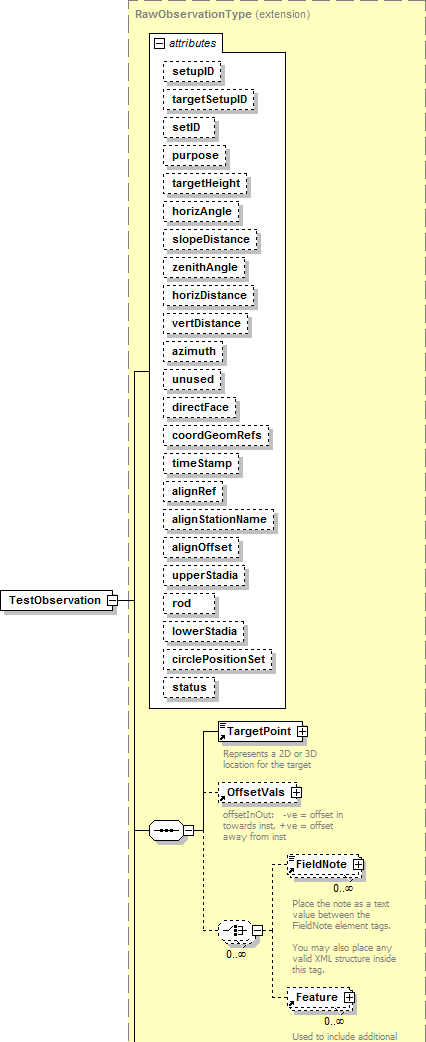 RawObservationType (extension)
attributes
setupID
targetSetupID
setID
purpose
targetHeight
horizAngle
slopeDistance
zenithAngle
horizDistance
vertDistance
azimuth
unused
directFace
coordGeomRefs
timeStamp
alignRef
alignStationName
alignOffset
upperStadia
rod
lowerStadia
circlePositionSet
status
TestObservation
TargetPoint
Represents a 2D or 3D
location for the target
OffsetVals
offsetInOut: -ve = offset in
towards inst, +ve = offset
away from inst
FieldNote
0..∞
Place the note as a text
value between the
FieldNote element tags.
You may also place any
valid XML structure inside
this tag.
0..∞
Feature
0..∞
Used to include additional